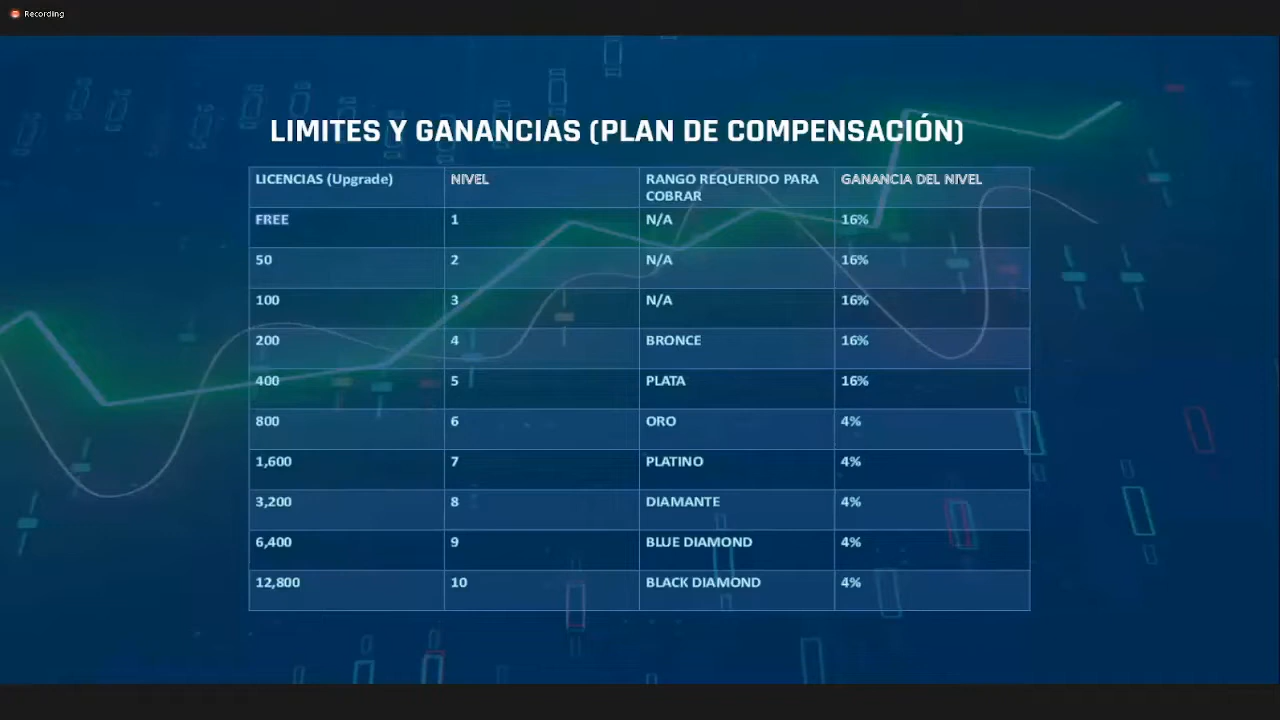 Recording
LIMITES Y GANANCIAS (PLAN DE COMPENSACIÓN)
LICENCIAS (Upgrade) NIVEL RANGO REQUERIDO PARA COBRAR GANANCIA DEL NIVEL
FREE 1 N/A 16%
50 2 N/A 16%
100 3 N/A 16%
200 4 BRONCE 16%
400 5 PLATA 16%
800 6 ORO 4%
1,600 7 PLATINO 4%
3,200 8 DIAMANTE 4%
6,400 9 BLUE DIAMOND 4%
12,800 10 BLACK DIAMOND 4%